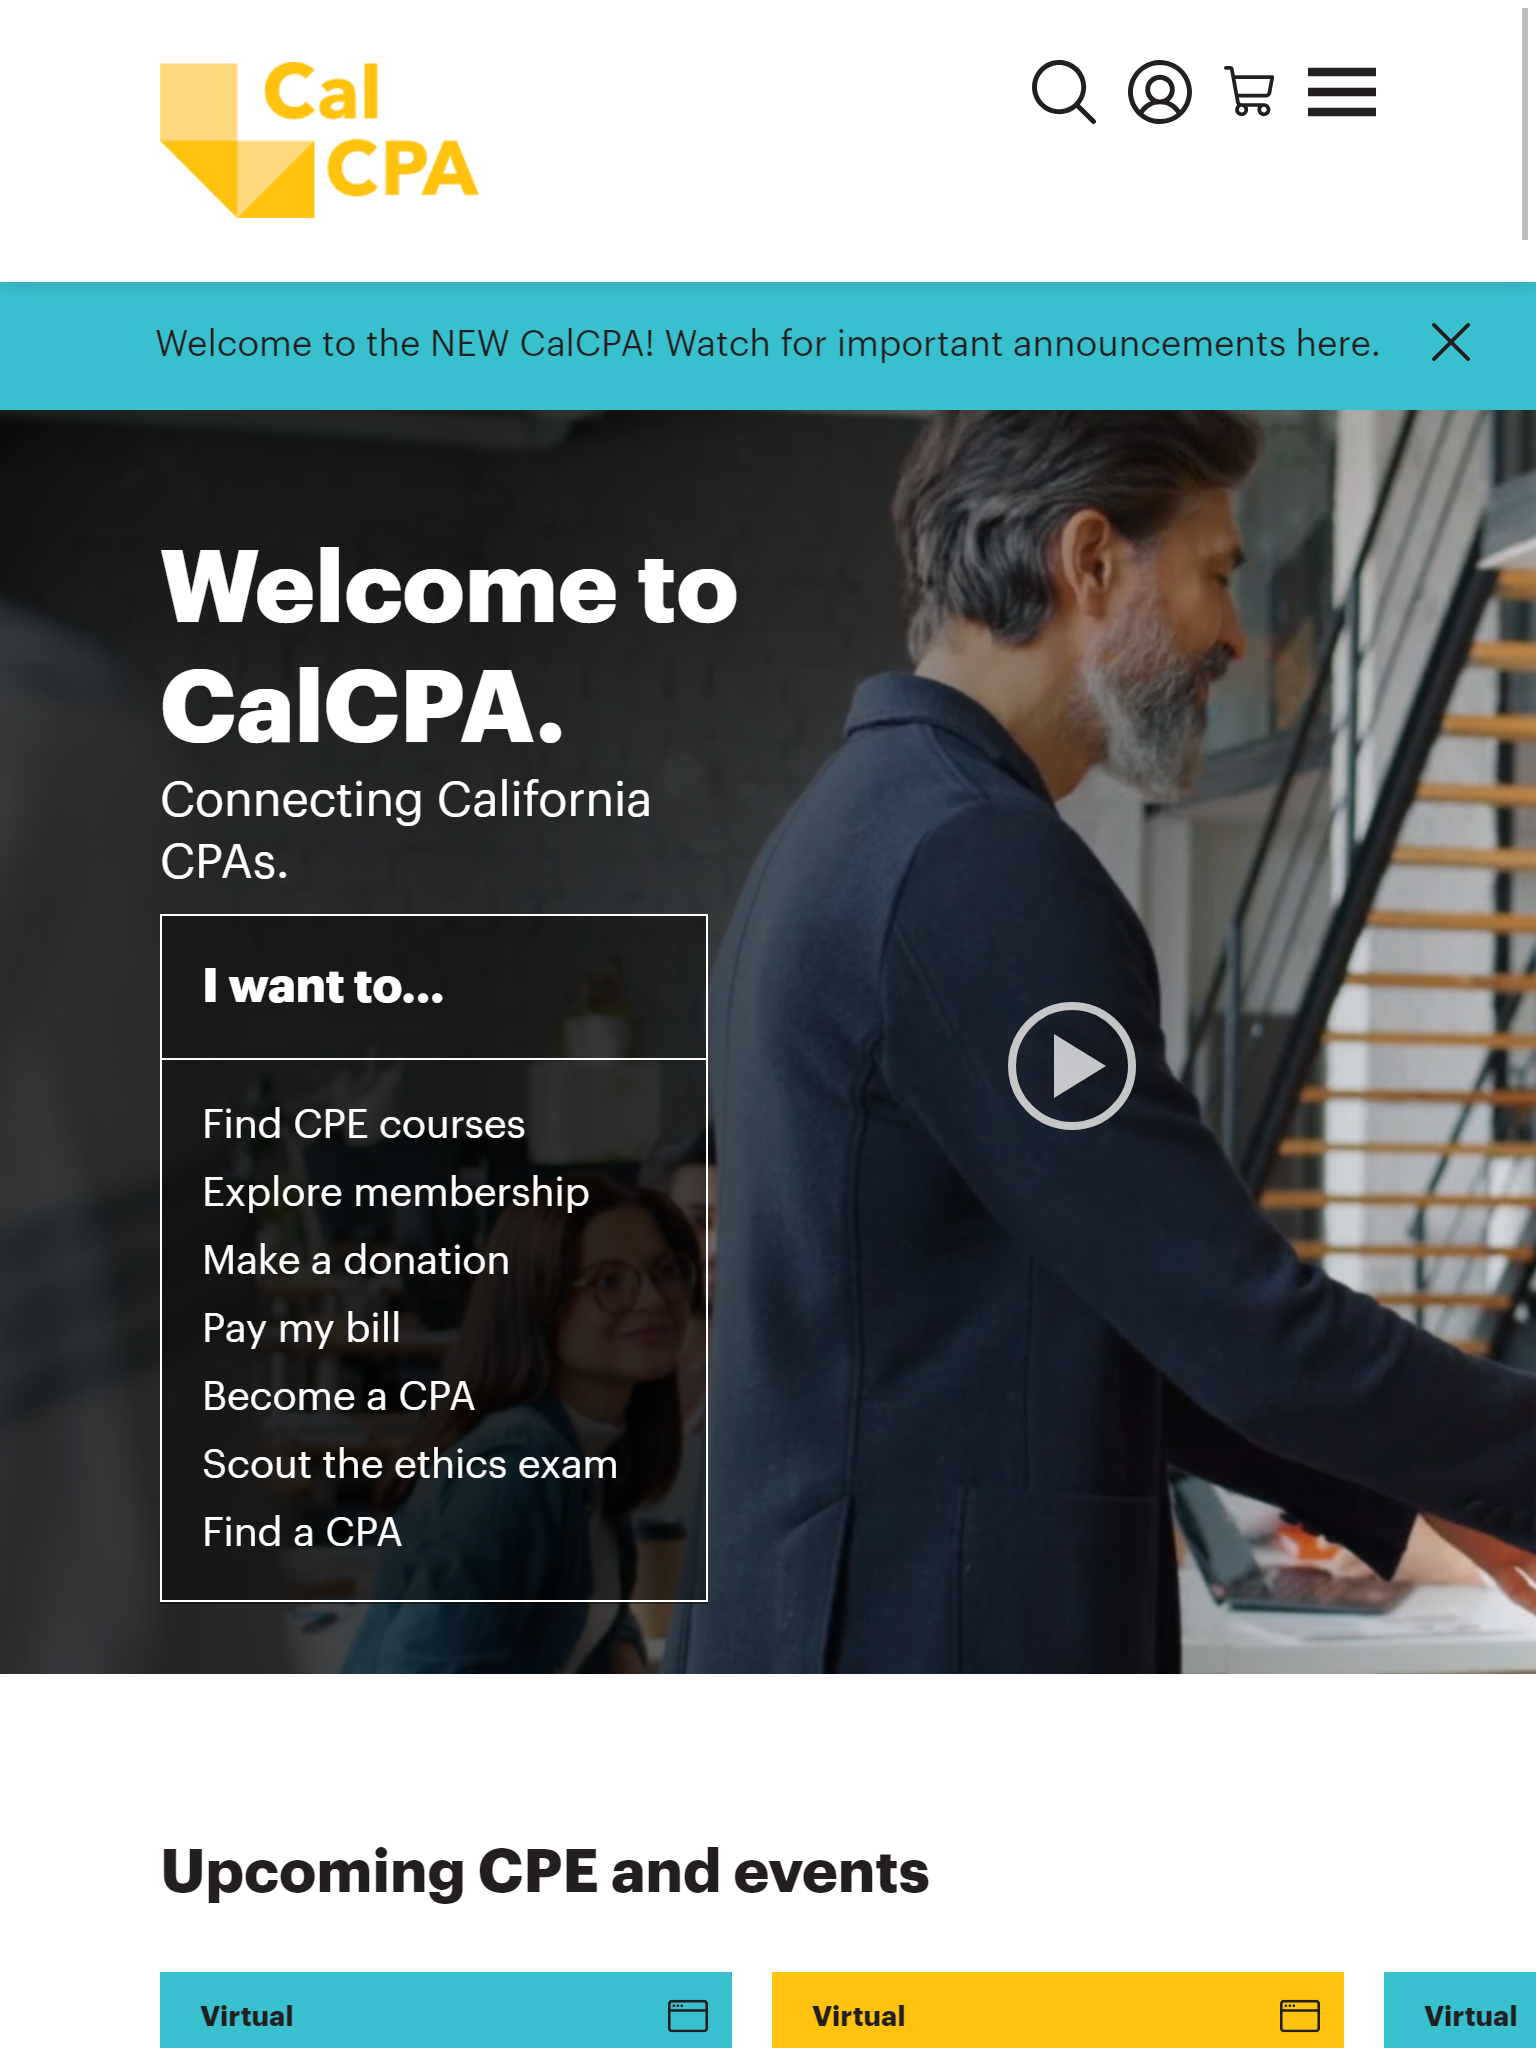 Cal
CPA
Welcome to the NEW CalCPA! Watch for important announcements here.
Welcome to
CalCPA.
Connecting California
CPAs.
I want to...
Find CPE courses
Explore membership
Make a donation
Pay my bill
Become a CPA
Scout the ethics exam
Find a CPA
Upcoming CPE and events
Virtual
Virtual
Virtual